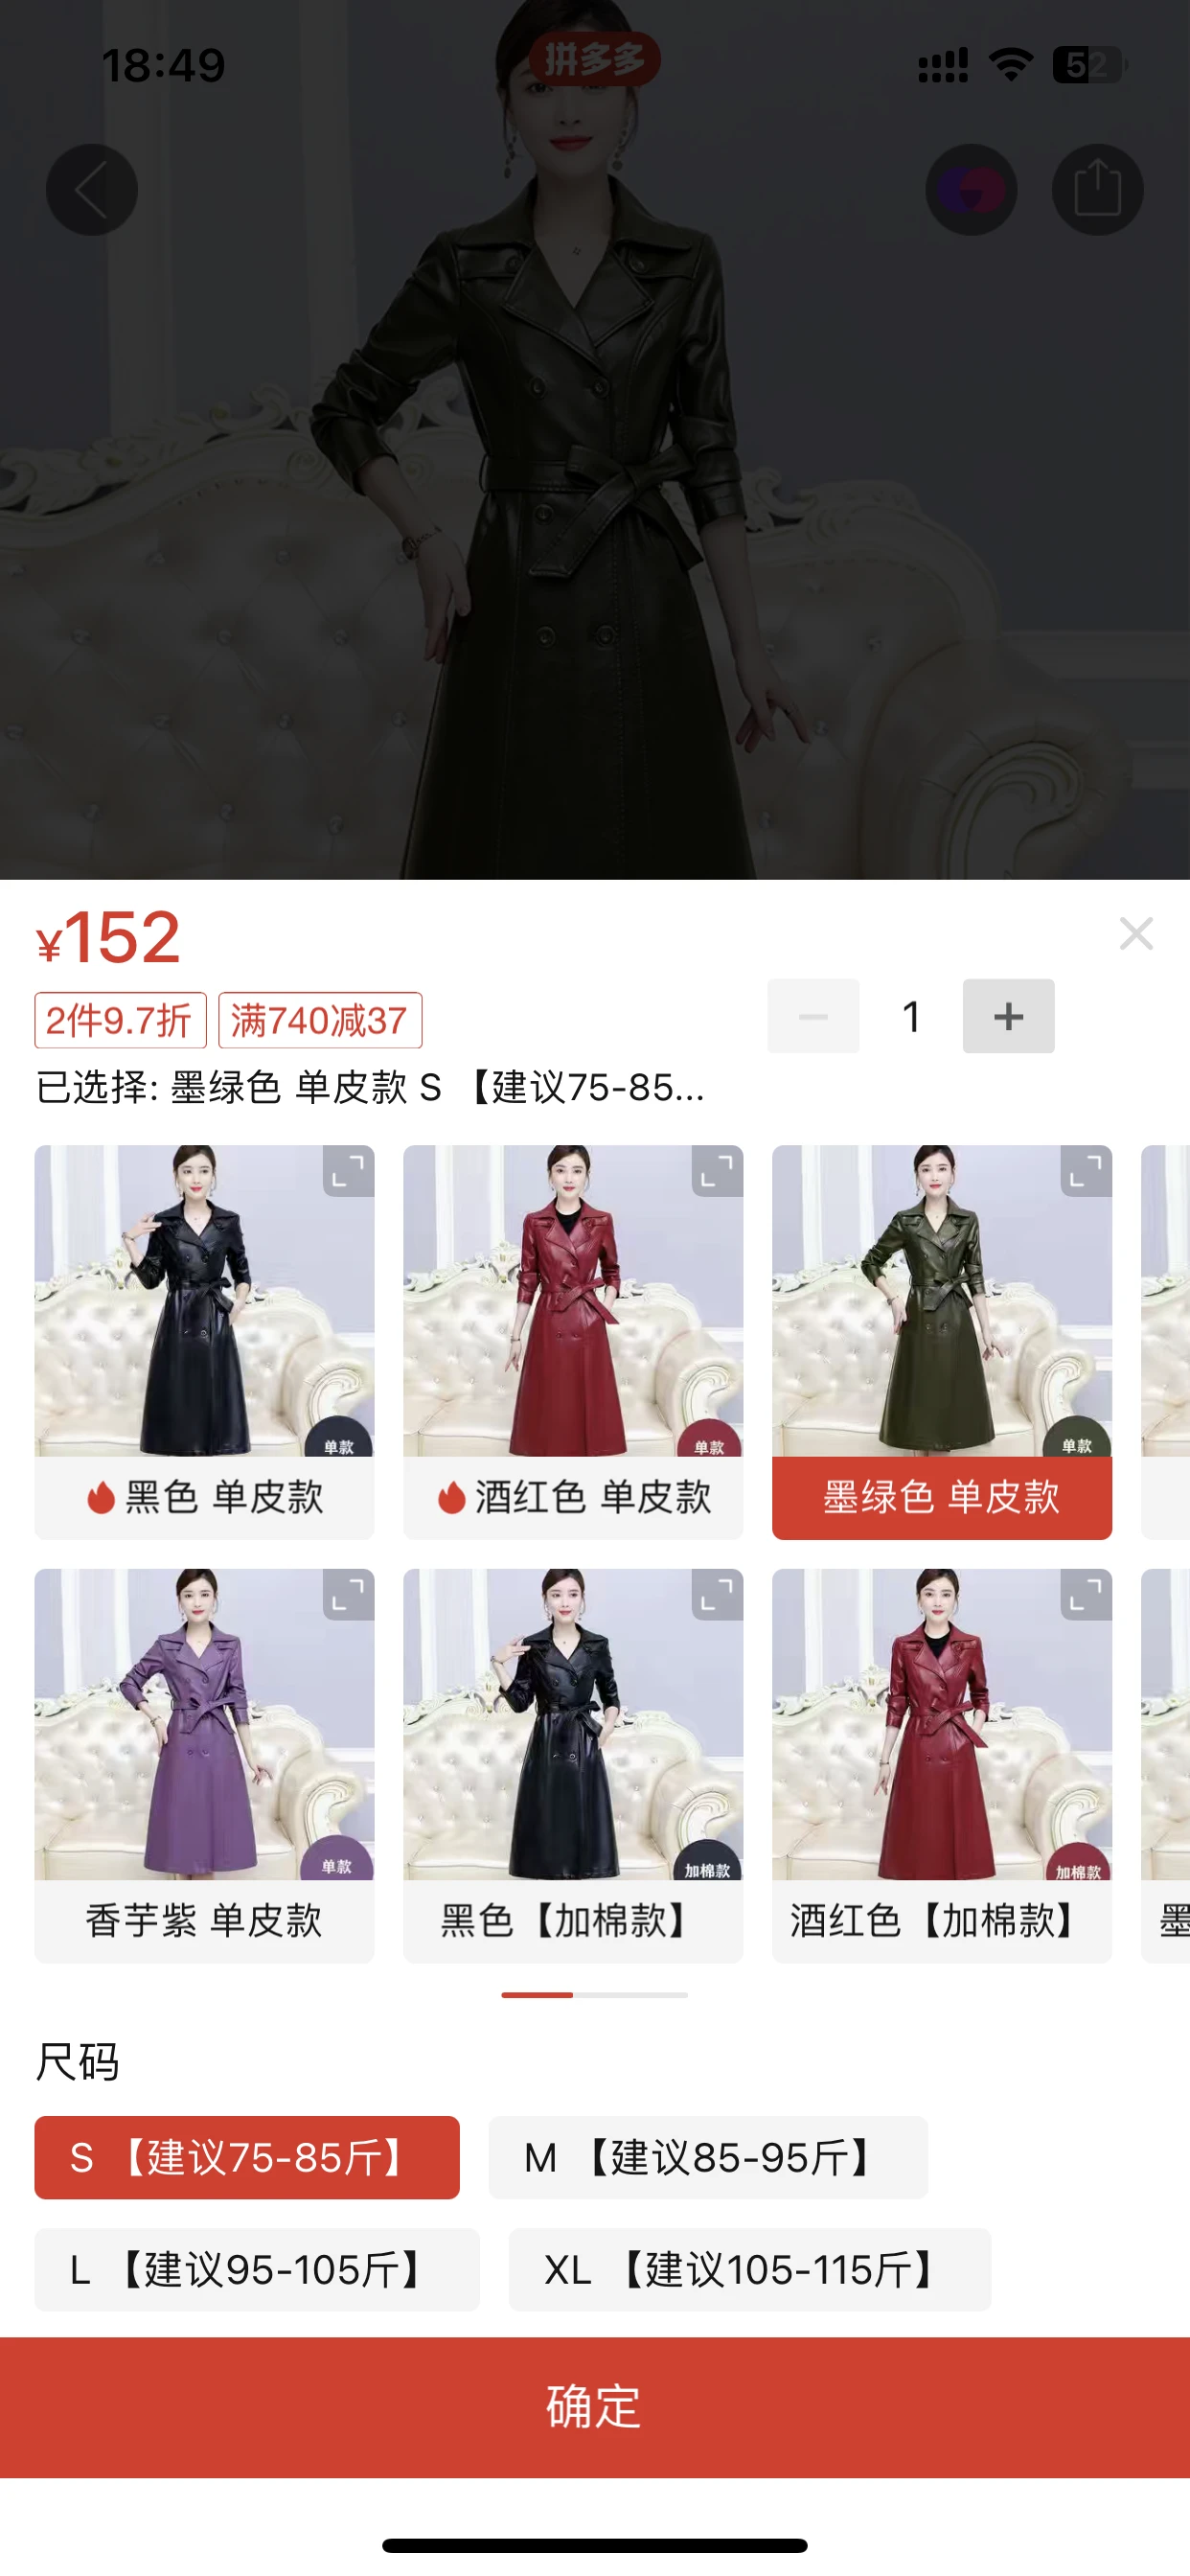 18:49
拼多多
52
¥152
2件9.7折 满740减37
1
已选择: 墨绿色 单皮款 S 【建议75-85...
单款
单款
单款
黑色 单皮款
酒红色 单皮款
墨绿色 单皮款
单款
加棉款
加棉款
香芋紫 单皮款
黑色【加棉款】
酒红色【加棉款】
墨
尺码
S 【建议75-85斤】
M 【建议85-95斤】
L 【建议95-105斤】
XL 【建议105-115斤】
确定